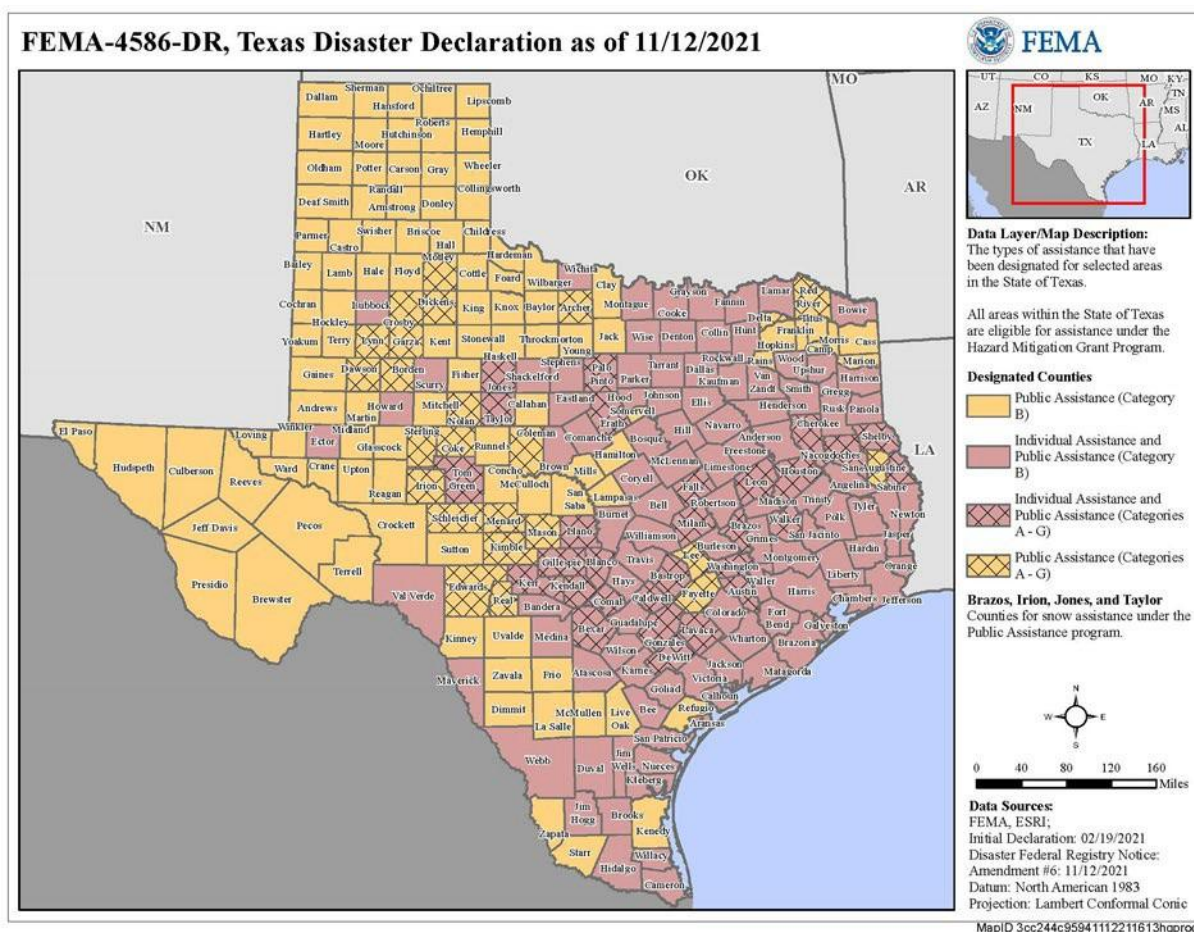 FEMA-4586-DR, Texas Disaster Declaration as of 11/12/2021
FEMA
MO
OK
AR
NM
LA
Dallam Sherman Hansford Ochiltree Lipscomb
Hartley Moore Hutchinson Roberts Hemphill
Oldham Potter Carson Gray Wheeler
Deaf Smith Randall Armstrong Donley Collingsworth
Parmer Castro Swisher Briscoe Hall Childress
Bailey Lamb Hale Floyd Motley Cottle Hardeman Foard Wilbarger Wichita Clay
Cochran Hockley Lubbock Crosby Dickens King Knox Baylor Archer Montague Cooke Grayson Fannin Lamar Red River Bowie
Yoakum Terry Lynn Garza Kent Stonewall Haskell Throckmorton Young Jack Wise Denton Collin Hunt Delta Hopkins Franklin Titus Morris Cass
Gaines Dawson Borden Scurry Fisher Jones Shackelford Stephens Palo Pinto Parker Tarrant Dallas Rockwall Kaufman Rains Van Zandt Wood Camp Upshur Marion Harrison
Andrews Martin Howard Mitchell Nolan Taylor Callahan Eastland Erath Hood Somervell Johnson Ellis Henderson Smith Gregg Rusk Panola
El Paso Hudspeth Culberson Reeves Loving Winkler Ector Midland Glasscock Sterling Coke Runnel Coleman Brown Comanche Hamilton Bosque Hill Navarro Anderson Freestone Cherokee Nacogdoches Shelby
Ward Crane Upton Reagan Irion Tom Green Concho McCulloch San Saba Mills Lampasas Coryell McLennan Limestone Falls Leon Houston Angelina San Augustine Sabine
Jeff Davis Pecos Crockett Schleicher Menard Mason Llano Burnet Bell Milam Robertson Madison Trinity Polk Tyler Jasper Newton
Presidio Brewster Terrell Sutton Kimble Gillespie Blanco Travis Williamson Lee Burleson Brazos Grimes Walker San Jacinto Hardin Orange
Val Verde Edwards Real Kerr Kendall Bandera Comal Hays Caldwell Bastrop Fayette Washington Austin Waller Montgomery Harris Liberty Chambers Jefferson
Kinney Uvalde Medina Bexar Guadalupe Gonzales Lavaca Colorado Wharton Fort Bend Brazoria Galveston
Maverick Zavala Frio Atascosa Wilson Karnes DeWitt Victoria Jackson Matagorda
Dimmit La Salle McMullen Live Oak Bee Goliad Refugio Calhoun Aransas
Webb Duval Jim Wells Nueces San Patricio Kleberg
Zapata Jim Hogg Brooks Kenedy
Starr Hidalgo Willacy Cameron
UT CO KS MO KY
AZ NM OK AR TN
MS
TX LA AL
Data Layer/Map Description:
The types of assistance that have
been designated for selected areas
in the State of Texas.
All areas within the State of Texas
are eligible for assistance under the
Hazard Mitigation Grant Program.
Designated Counties
Public Assistance (Category
B)
Individual Assistance and
Public Assistance (Category
B)
Individual Assistance and
Public Assistance (Categories
A - G)
Public Assistance (Categories
A - G)
Brazos, Irion, Jones, and Taylor
Counties for snow assistance under the
Public Assistance program.
N
W E
S
0 40 80 120 160
Miles
Data Sources:
FEMA, ESRI;
Initial Declaration: 02/19/2021
Disaster Federal Registry Notice:
Amendment #6: 11/12/2021
Datum: North American 1983
Projection: Lambert Conformal Conic
MapID 3cc244c95941112211613hqprod